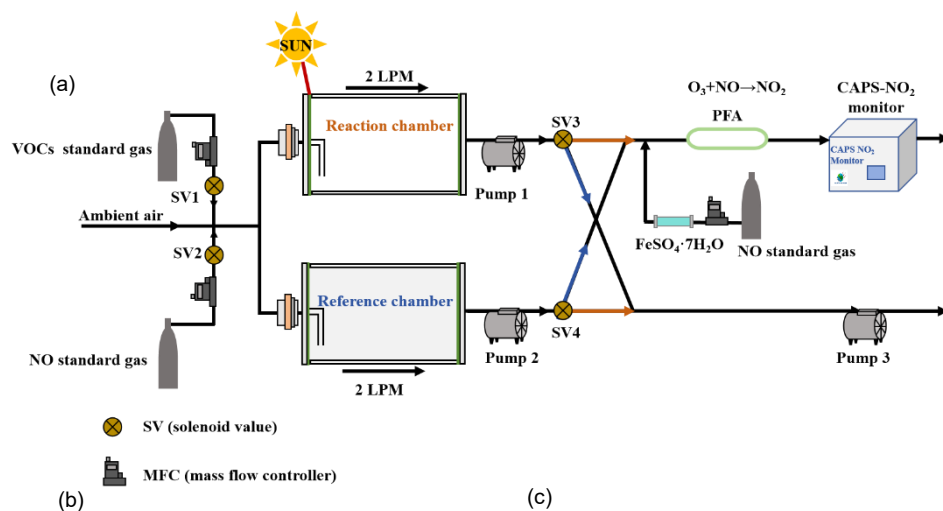 SUN
(a)
2 LPM
O₃+NO→NO₂
CAPS-NO₂
monitor
VOCs standard gas
Reaction chamber
SV3
PFA
CAPS NO₂
Monitor
SV1
Pump 1
Ambient air
SV2
FeSO₄·7H₂O
NO standard gas
Reference chamber
SV4
NO standard gas
Pump 2
Pump 3
2 LPM
SV (solenoid value)
MFC (mass flow controller)
(b)
(c)